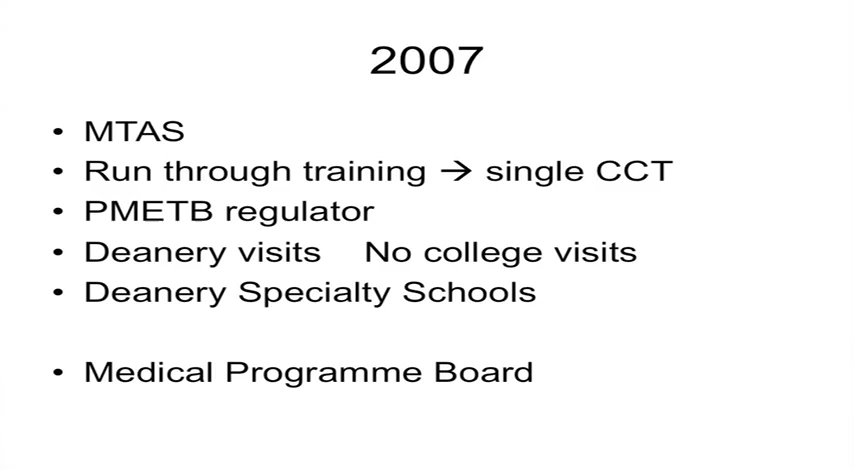 2007
• MTAS
• Run through training → single CCT
• PMETB regulator
• Deanery visits No college visits
• Deanery Specialty Schools
• Medical Programme Board